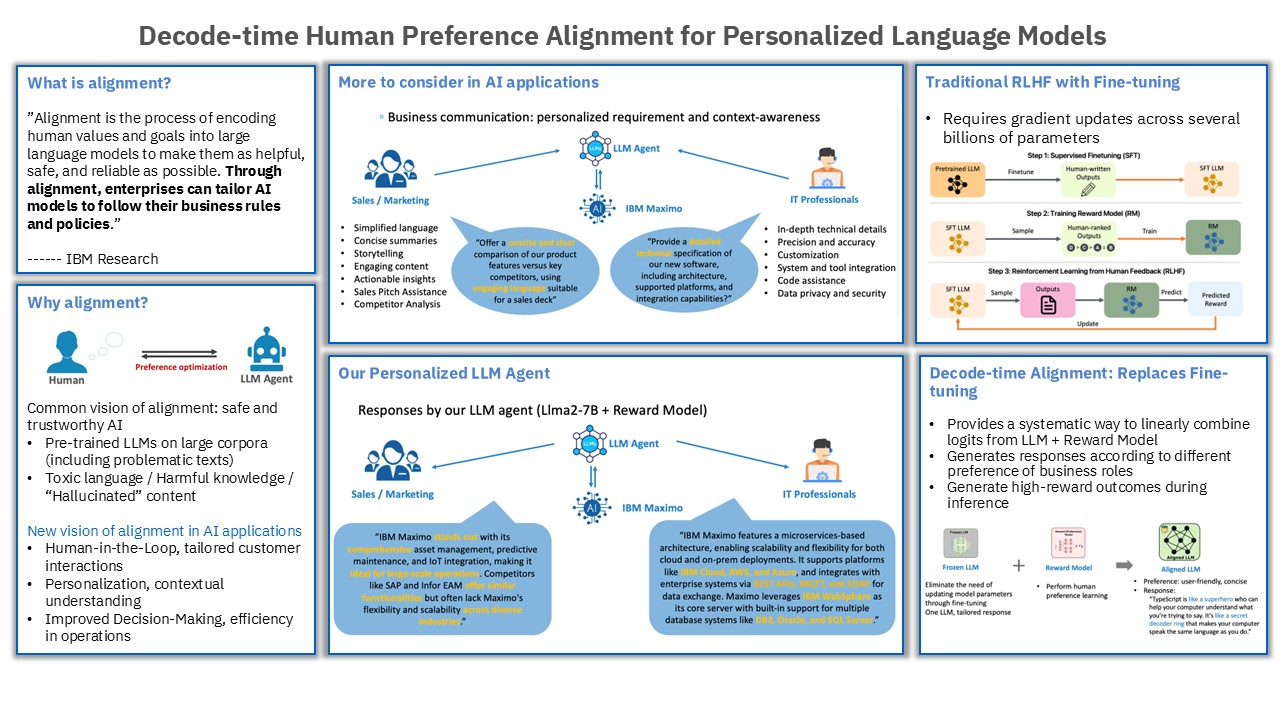 Decode-time Human Preference Alignment for Personalized Language Models
What is alignment?
”Alignment is the process of encoding
human values and goals into large
language models to make them as helpful,
safe, and reliable as possible. Through
alignment, enterprises can tailor AI
models to follow their business rules
and policies.”
------ IBM Research
Why alignment?
Human
Preference optimization
LLM Agent
Common vision of alignment: safe and
trustworthy AI
• Pre-trained LLMs on large corpora
(including problematic texts)
• Toxic language / Harmful knowledge /
“Hallucinated” content
New vision of alignment in AI applications
• Human-in-the-Loop, tailored customer
interactions
• Personalization, contextual
understanding
• Improved Decision-Making, efficiency
in operations
More to consider in AI applications
◦ Business communication: personalized requirement and context-awareness
LLMs
LLM Agent
AI
IBM Maximo
Sales / Marketing
• Simplified language
• Concise summaries
• Storytelling
• Engaging content
• Actionable insights
• Sales Pitch Assistance
• Competitor Analysis
“Offer a concise and clear
comparison of our product
features versus key
competitors, using
engaging language suitable
for a sales deck”
“Provide a detailed
technical specification of
our new software,
including architecture,
supported platforms, and
integration capabilities?”
IT Professionals
• In-depth technical details
• Precision and accuracy
• Customization
• System and tool integration
• Code assistance
• Data privacy and security
Our Personalized LLM Agent
Responses by our LLM agent (Llma2-7B + Reward Model)
LLMs
LLM Agent
AI
IBM Maximo
Sales / Marketing
IT Professionals
“IBM Maximo stands out with its
comprehensive asset management, predictive
maintenance, and IoT integration, making it
ideal for large-scale operations. Competitors
like SAP and Infor EAM offer similar
functionalities but often lack Maximo's
flexibility and scalability across diverse
industries.”
“IBM Maximo features a microservices-based
architecture, enabling scalability and flexibility for both
cloud and on-prem deployments. It supports platforms
like IBM Cloud, AWS, and Azure, and integrates with
enterprise systems via REST APIs, MQTT, and SOAP for
data exchange. Maximo leverages IBM WebSphere as
its core server with built-in support for multiple
database systems like DB2, Oracle, and SQL Server.”
Traditional RLHF with Fine-tuning
• Requires gradient updates across several
billions of parameters
Step 1: Supervised Finetuning (SFT)
Pretrained LLM
Finetune
Human-written
Outputs
SFT LLM
Step 2: Training Reward Model (RM)
SFT LLM
Sample
Human-ranked
Outputs
D > C > A > B
Train
RM
Step 3: Reinforcement Learning from Human Feedback (RLHF)
SFT LLM
Sample
Outputs
RM
Predict
Predicted
Reward
Update
Decode-time Alignment: Replaces Fine-
tuning
• Provides a systematic way to linearly combine
logits from LLM + Reward Model
• Generates responses according to different
preference of business roles
• Generate high-reward outcomes during
inference
Frozen LM
Frozen LLM
Eliminate the need of
updating model parameters
through fine-tuning
One LLM, tailored response
+
Reward Model
• Perform human
preference learning
Aligned LLM
Aligned LLM
• Preference: user-friendly, concise
• Response:
“TypeScript is like a superhero who can
help your computer understand what
you're trying to say. It's like a secret
decoder ring that makes your computer
speak the same language as you do.”